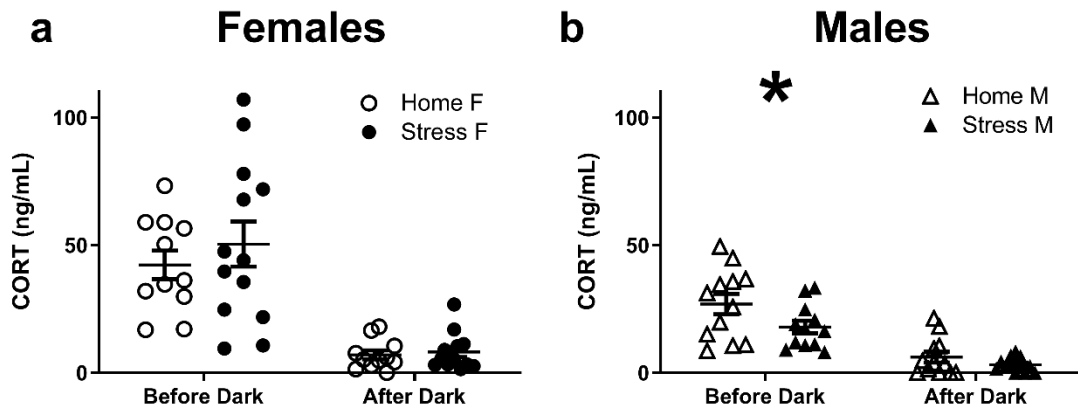 a Females
Home F
Stress F
CORT (ng/mL)
100
50
0
Before Dark After Dark
b Males
*
Home M
Stress M
CORT (ng/mL)
100
50
0
Before Dark After Dark